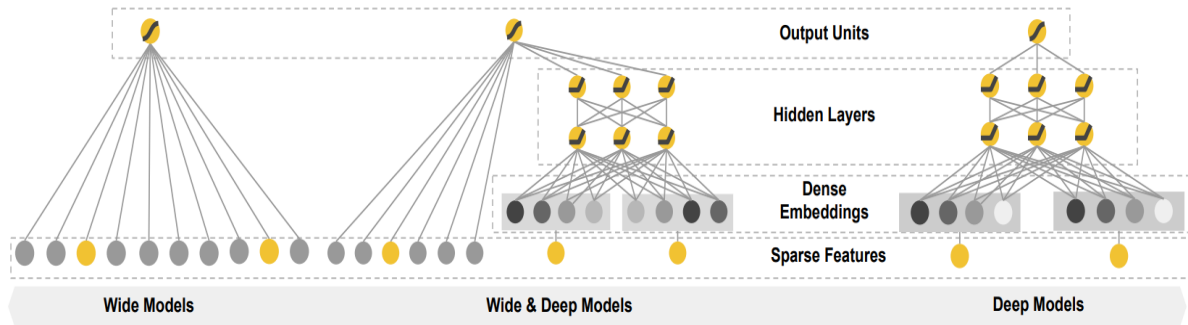 Output Units
Hidden Layers
Dense
Embeddings
Sparse Features
Wide Models
Wide & Deep Models
Deep Models